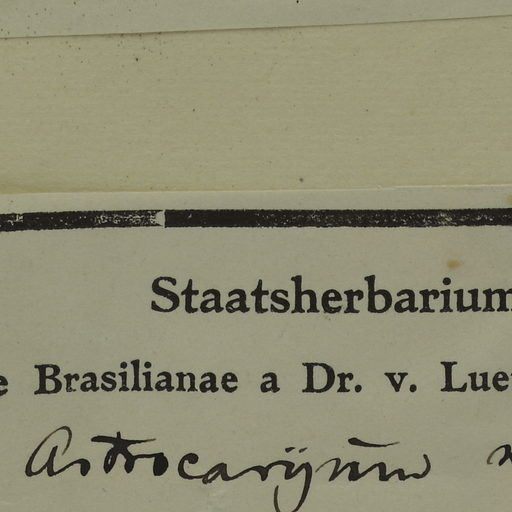 Staatsherbarium
e Brasilianae a Dr. v. Lue
Astrocaryum